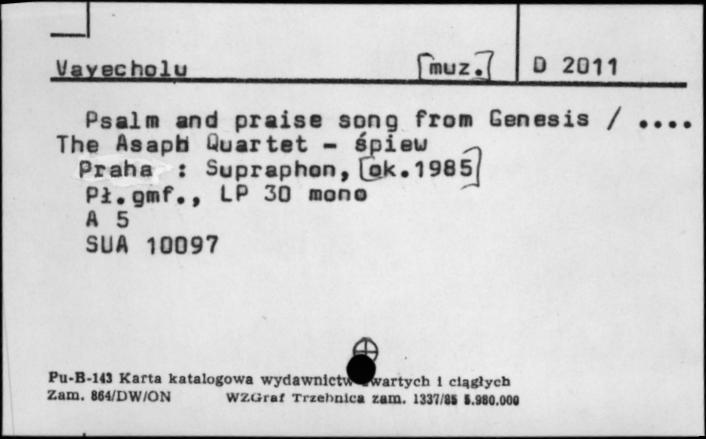 Vayecholu [muz.] D 2011
Psalm and praise song from Genesis / ....
The Asaph Quartet - śpiew
Praha : Supraphon, [ok.1985]
Pł.gmf., LP 30 mono
A 5
SUA 10097
Pu-B-143 Karta katalogowa wydawnictw zwartych i ciągłych
Zam. 864/DW/ON WZGraf Trzebnica zam. 1337/85 5.980.000